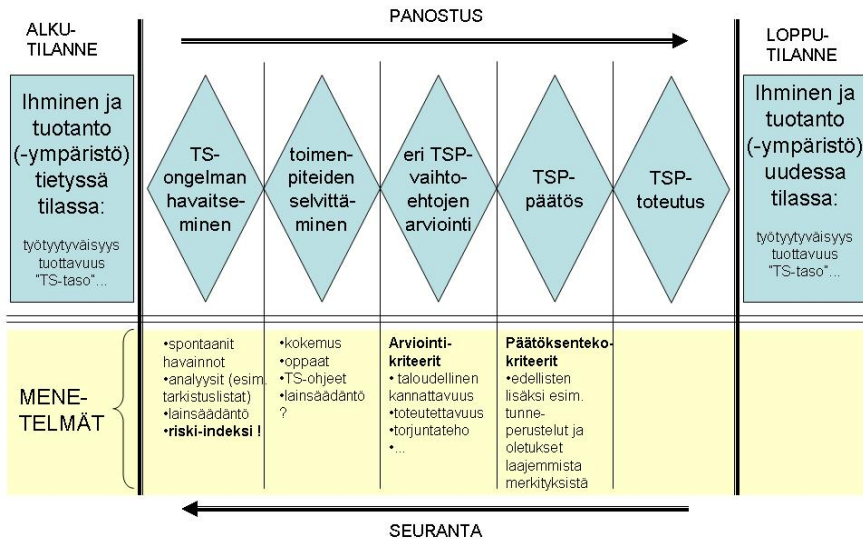 PANOSTUS
ALKU-
TILANNE
LOPPU-
TILANNE
Ihminen ja
tuotanto
(-ympäristö)
tietyssä
tilassa:
työtyytyväisyys
tuottavuus
"TS-taso"...
TS-
ongelman
havaitse-
minen
toimen-
piteiden
selvittä-
minen
eri TSP-
vaihto-
ehtojen
arviointi
TSP-
päätös
TSP-
toteutus
Ihminen ja
tuotanto
(-ympäristö)
uudessa
tilassa:
työtyytyväisyys
tuottavuus
"TS-taso"...
MENE-
TELMÄT
•spontaanit
havainnot
•analyysit (esim.
tarkistuslistat)
•lainsäädäntö
•riski-indeksi !
•kokemus
•oppaat
•TS-ohjeet
•lainsäädäntö
?
Arviointi-
kriteerit
• taloudellinen
kannattavuus
•toteutettavuus
•torjuntateho
•...
Päätöksenteko-
kriteerit
•edellisten
lisäksi esim.
tunne-
perustelut ja
oletukset
laajemmista
merkityksistä
SEURANTA